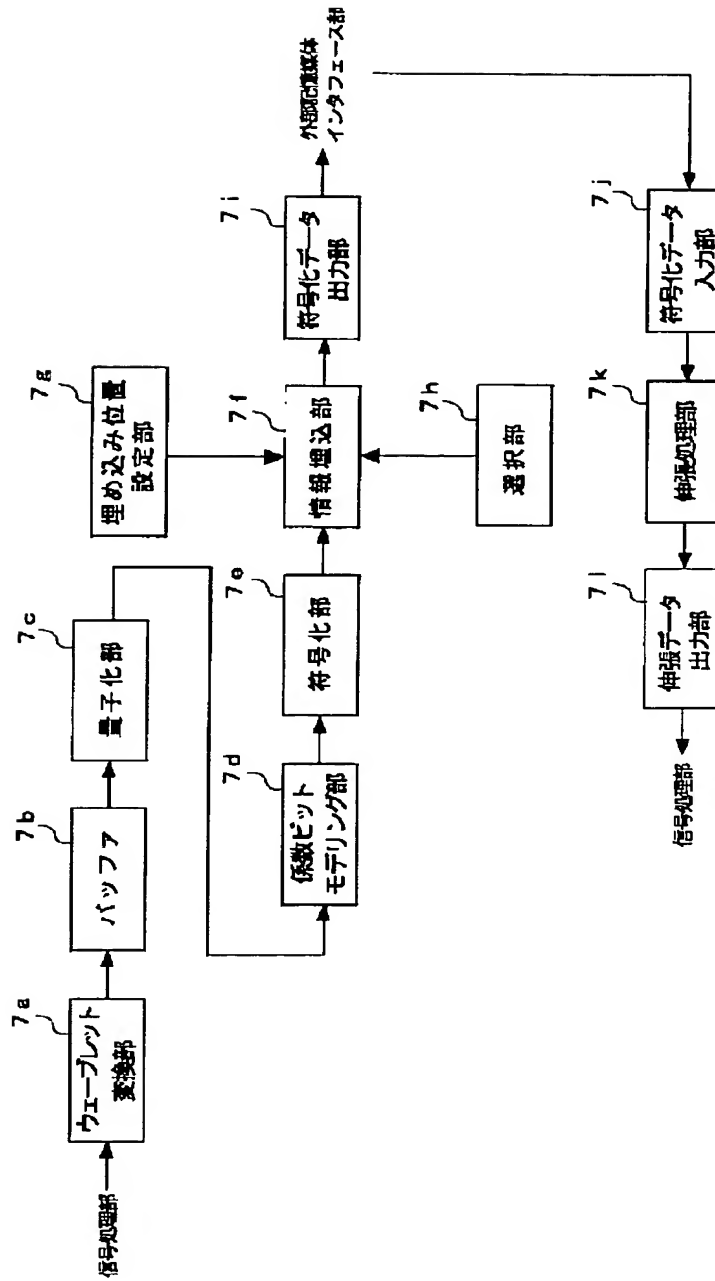 信号処理部
7a
ウェーブレット
変換部
7b
バッファ
7c
量子化部
7d
係数ビット
モデリング部
7e
符号化部
7g
埋め込み位置
設定部
7f
情報埋込部
7h
選択部
7i
符号化データ
出力部
外部記憶媒体
インタフェース部
7j
符号化データ
入力部
7k
伸張処理部
7l
伸張データ
出力部
信号処理部